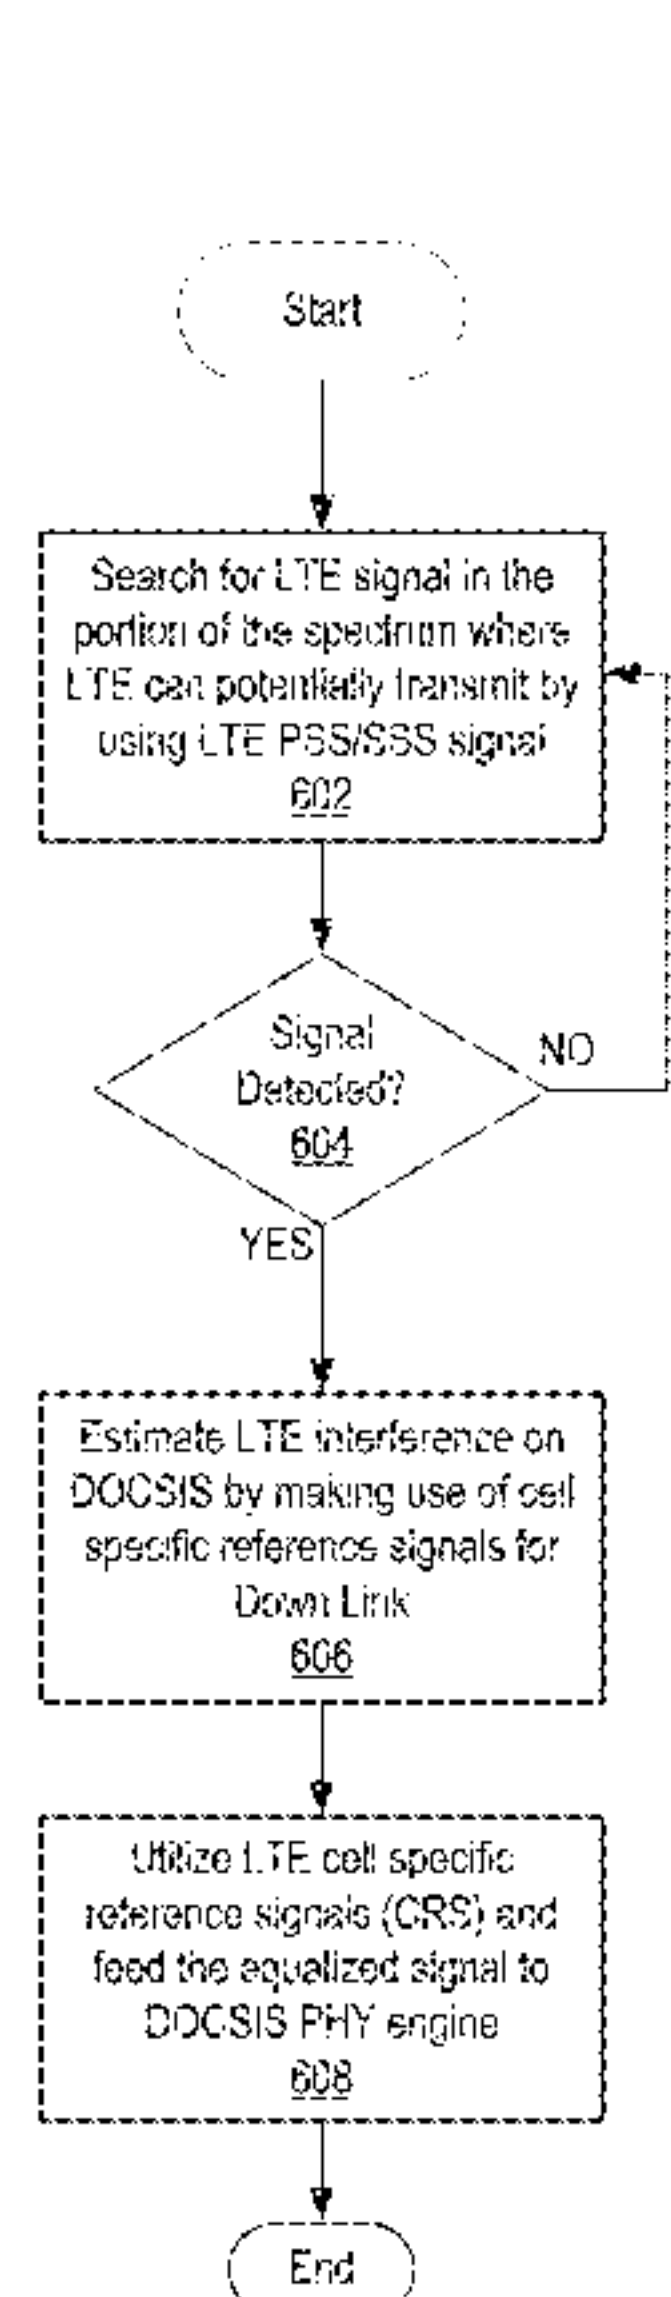 Start
Search for LTE signal in the
portion of the spectrum where
LTE can potentially transmit by
using LTE PSS/SSS signal
602
Signal
Detected?
604
NO
YES
Estimate LTE interference on
DOCSIS by making use of cell
specific reference signals for
Down Link
606
Utilize LTE cell specific
reference signals (CRS) and
feed the equalized signal to
DOCSIS PHY engine
608
End